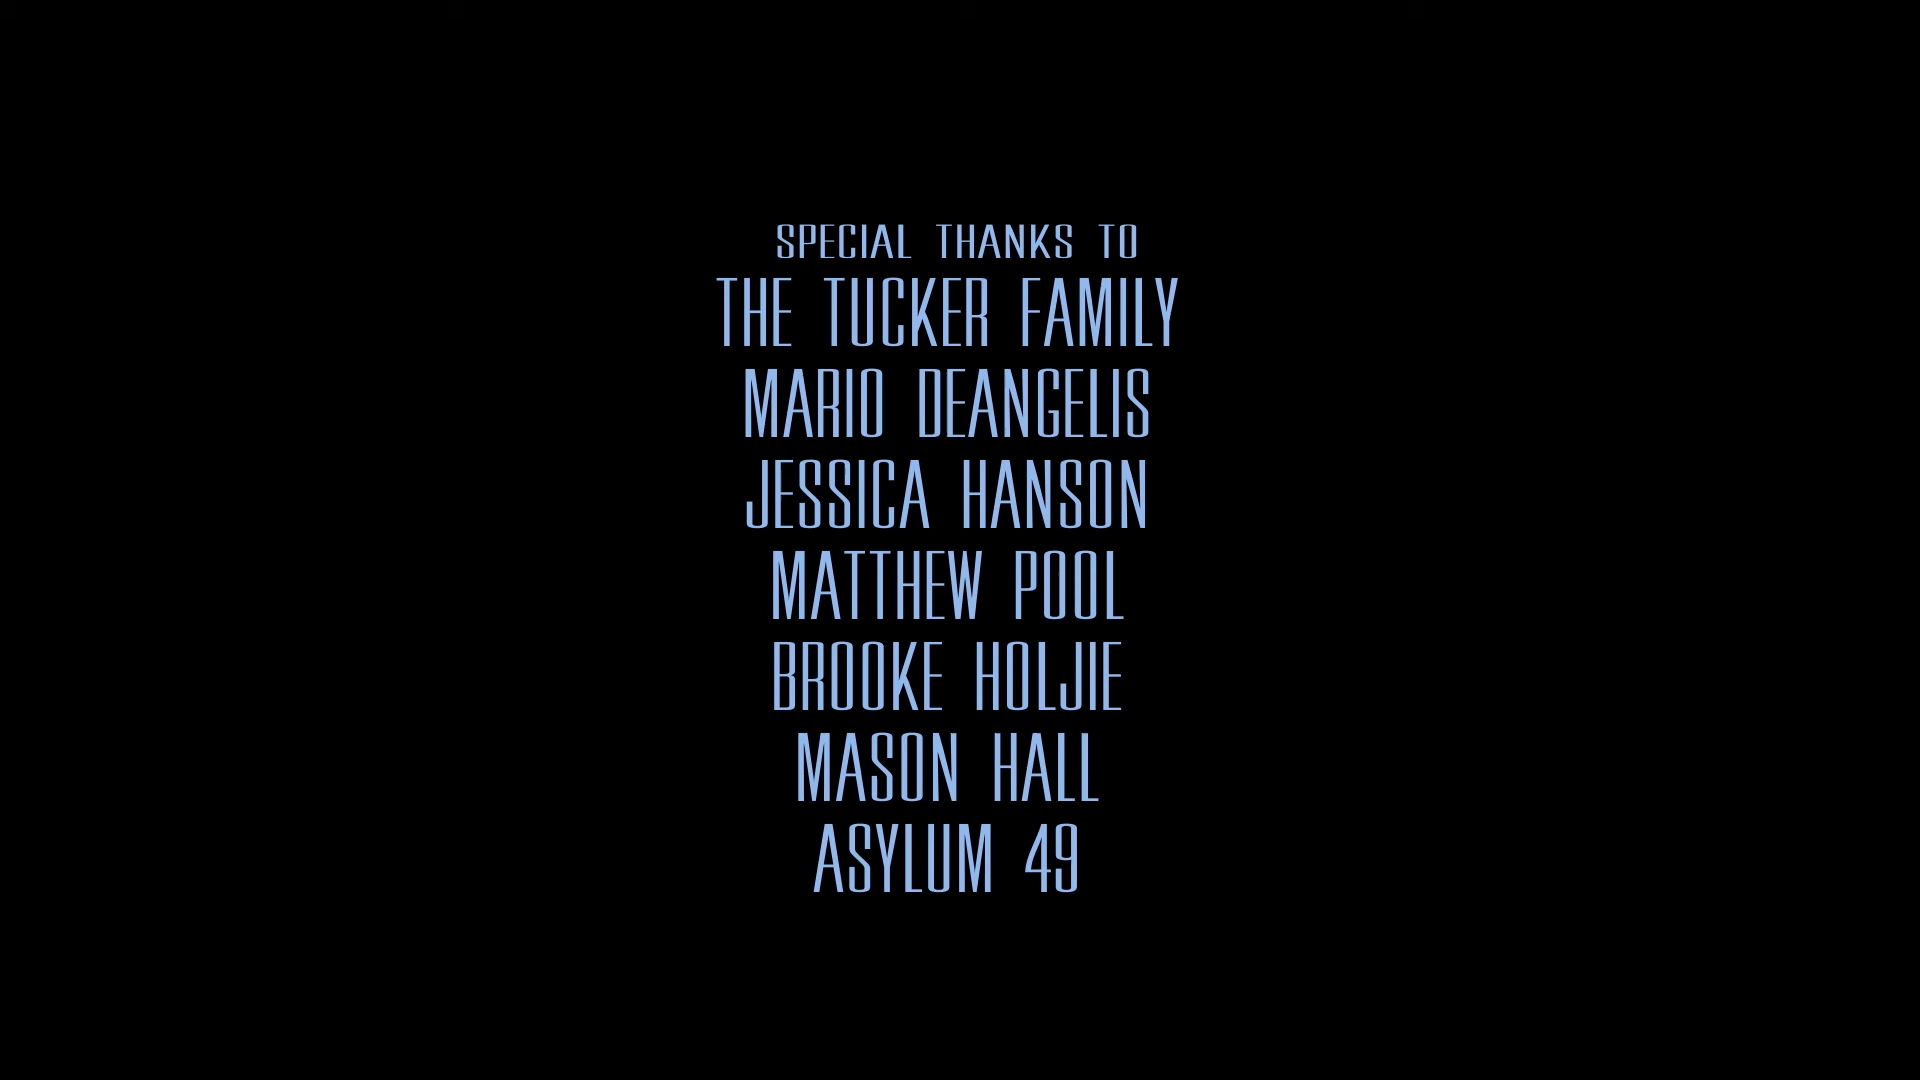 SPECIAL THANKS TO
THE TUCKER FAMILY
MARIO DEANGELIS
JESSICA HANSON
MATTHEW POOL
BROOKE HOLJIE
MASON HALL
ASYLUM 49